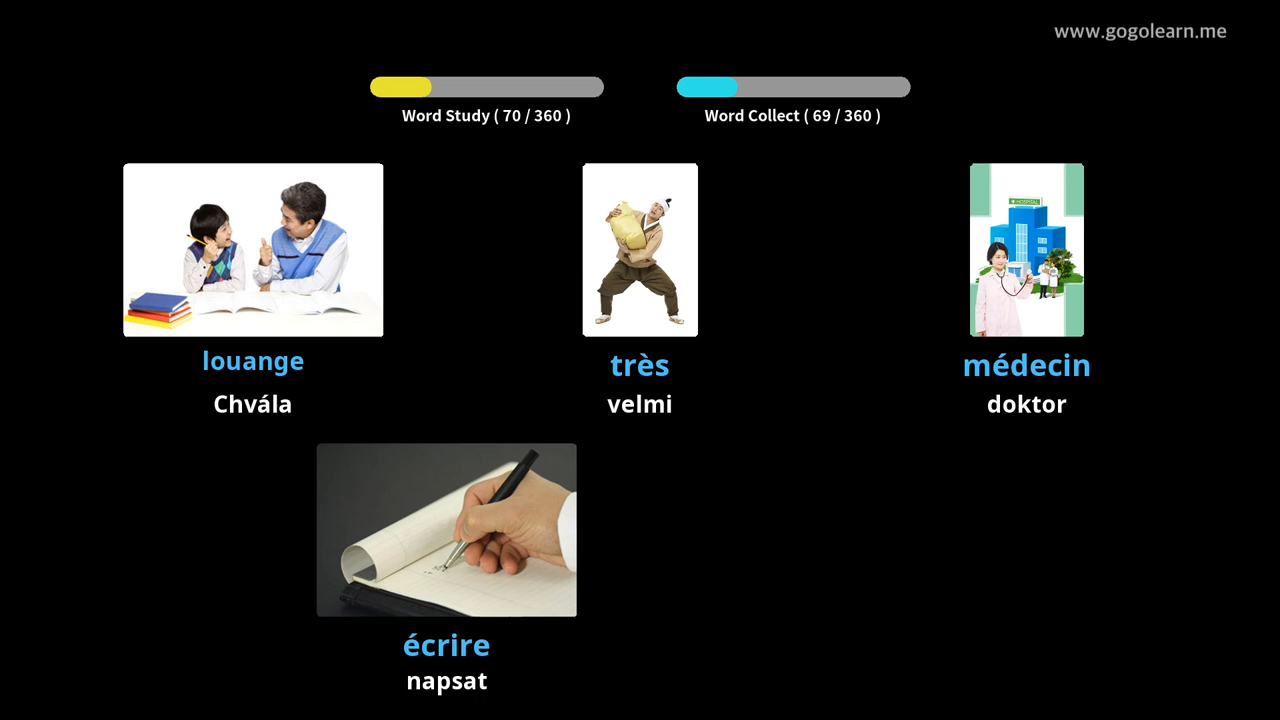 www.gogolearn.me
Word Study ( 70 / 360 )
Word Collect ( 69 / 360 )
HOSPITAL
louange
Chvála
très
velmi
médecin
doktor
écrire
napsat